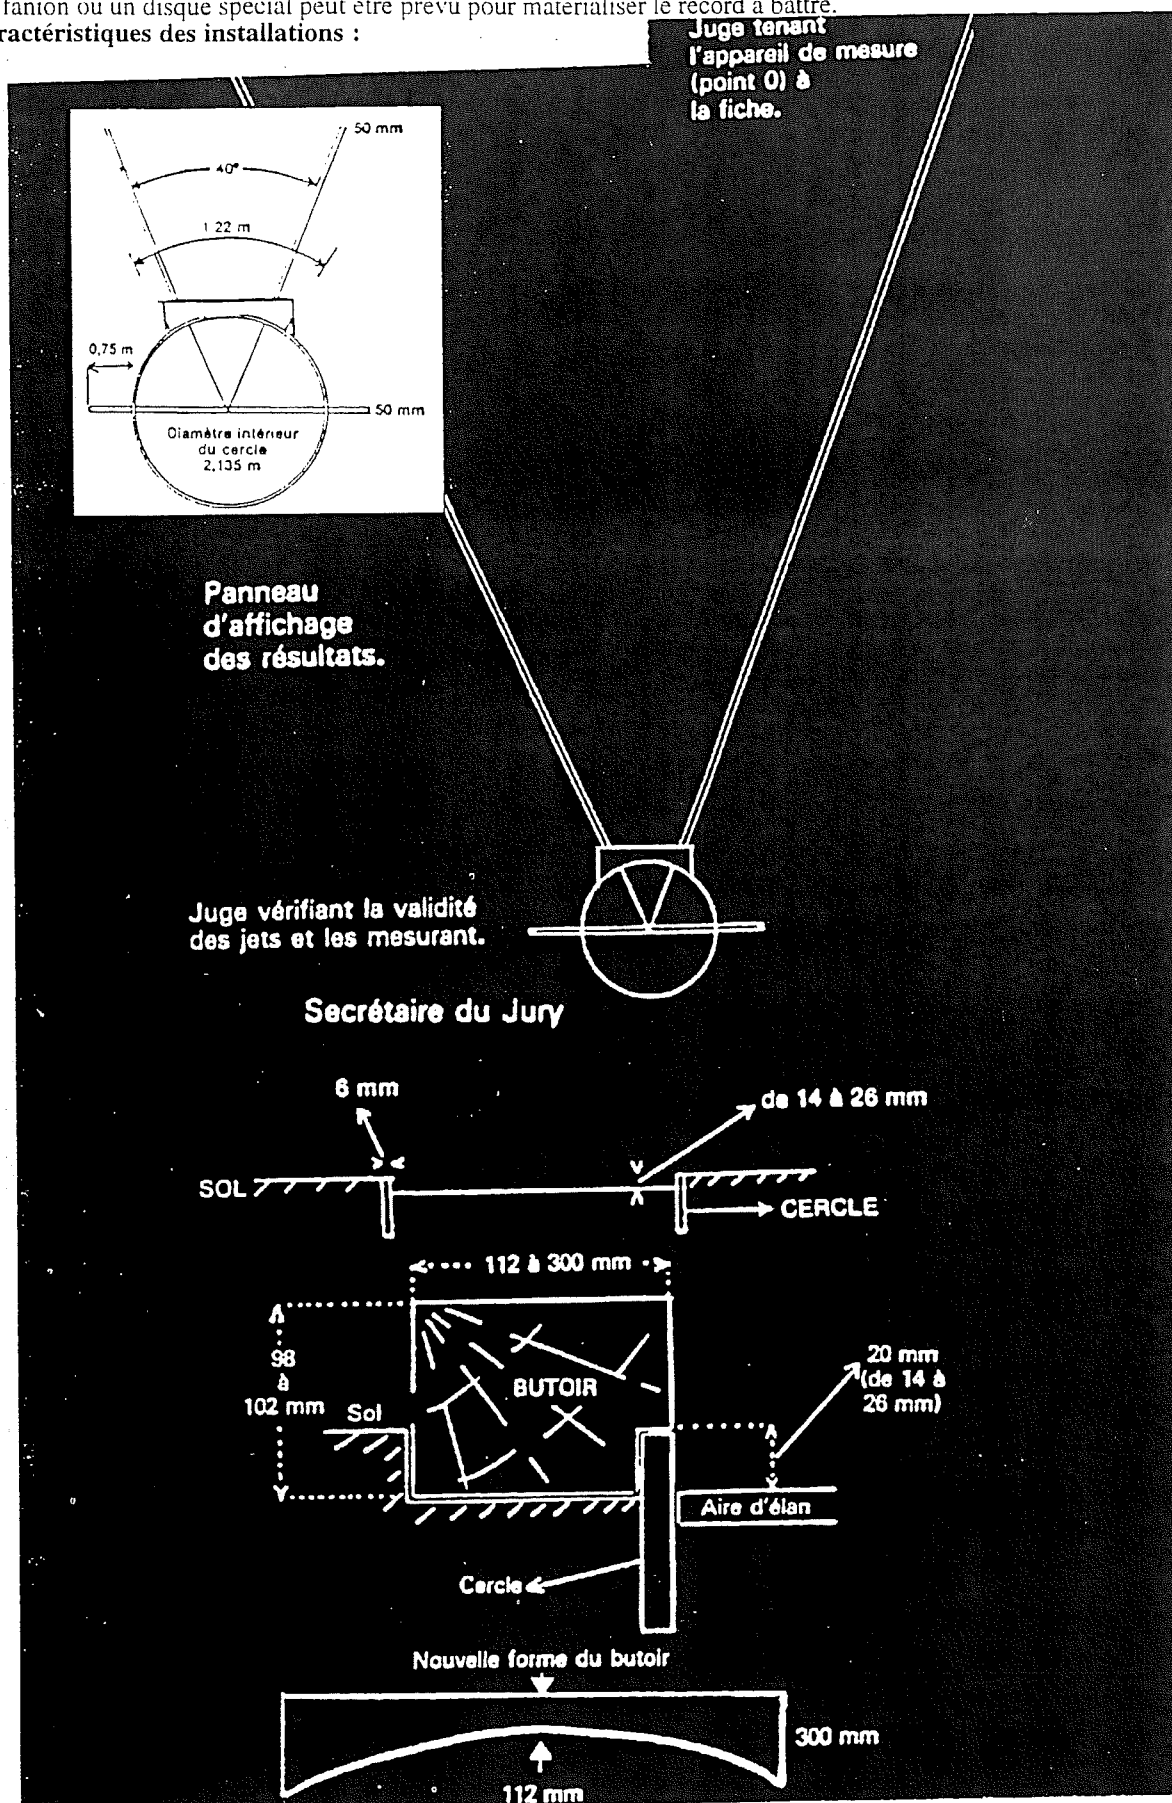 fanion ou un disque spécial peut être prévu pour matérialiser le record à battre.
ractéristiques des installations :
Juge tenant
l'appareil de mesure
(point 0) à
la fiche.
50 mm
40°
1 22 m
0,75 m
50 mm
Diamètre intérieur
du cercle
2,135 m
Panneau
d'affichage
des résultats.
Juge vérifiant la validité
des jets et les mesurant.
Secrétaire du Jury
6 mm
de 14 à 26 mm
SOL
CERCLE
112 à 300 mm
98
à
102 mm
Sol
BUTOIR
20 mm
(de 14 à
26 mm)
Aire d'élan
Cercle
Nouvelle forme du butoir
300 mm
112 mm